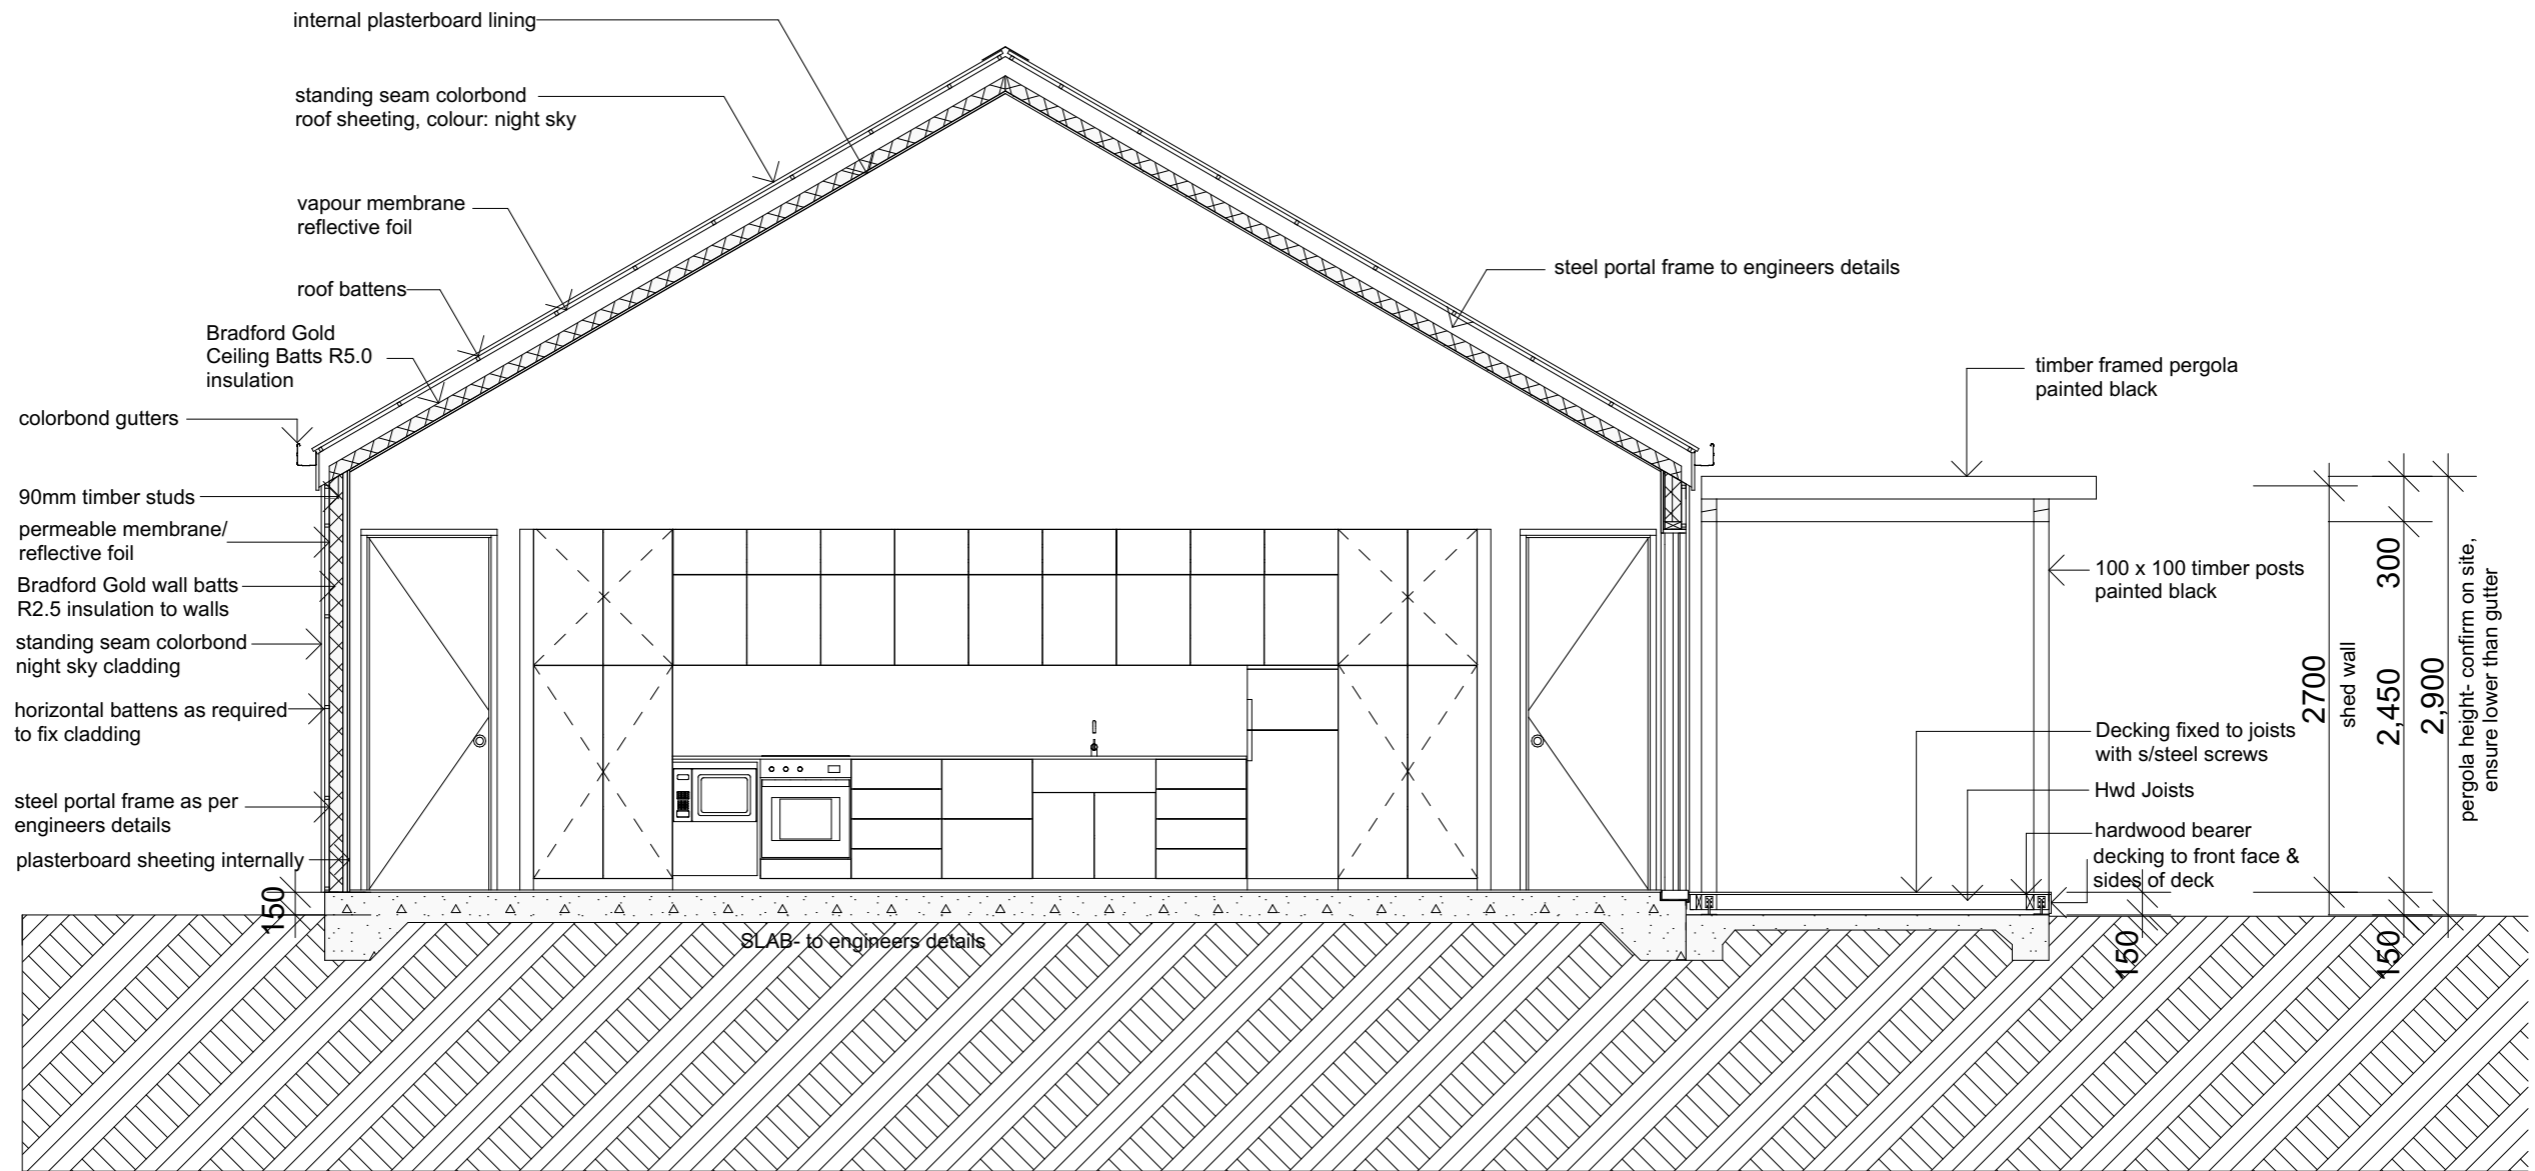 internal plasterboard lining
standing seam colorbond
roof sheeting, colour: night sky
vapour membrane
reflective foil
roof battens
Bradford Gold
Ceiling Batts R5.0
insulation
colorbond gutters
90mm timber studs
permeable membrane/
reflective foil
Bradford Gold wall batts
R2.5 insulation to walls
standing seam colorbond
night sky cladding
horizontal battens as required
to fix cladding
steel portal frame as per
engineers details
plasterboard sheeting internally
150
SLAB- to engineers details
steel portal frame to engineers details
timber framed pergola
painted black
100 x 100 timber posts
painted black
Decking fixed to joists
with s/steel screws
Hwd Joists
hardwood bearer
decking to front face &
sides of deck
150
2700
shed wall
300
2,450
150
2,900
pergola height- confirm on site,
ensure lower than gutter